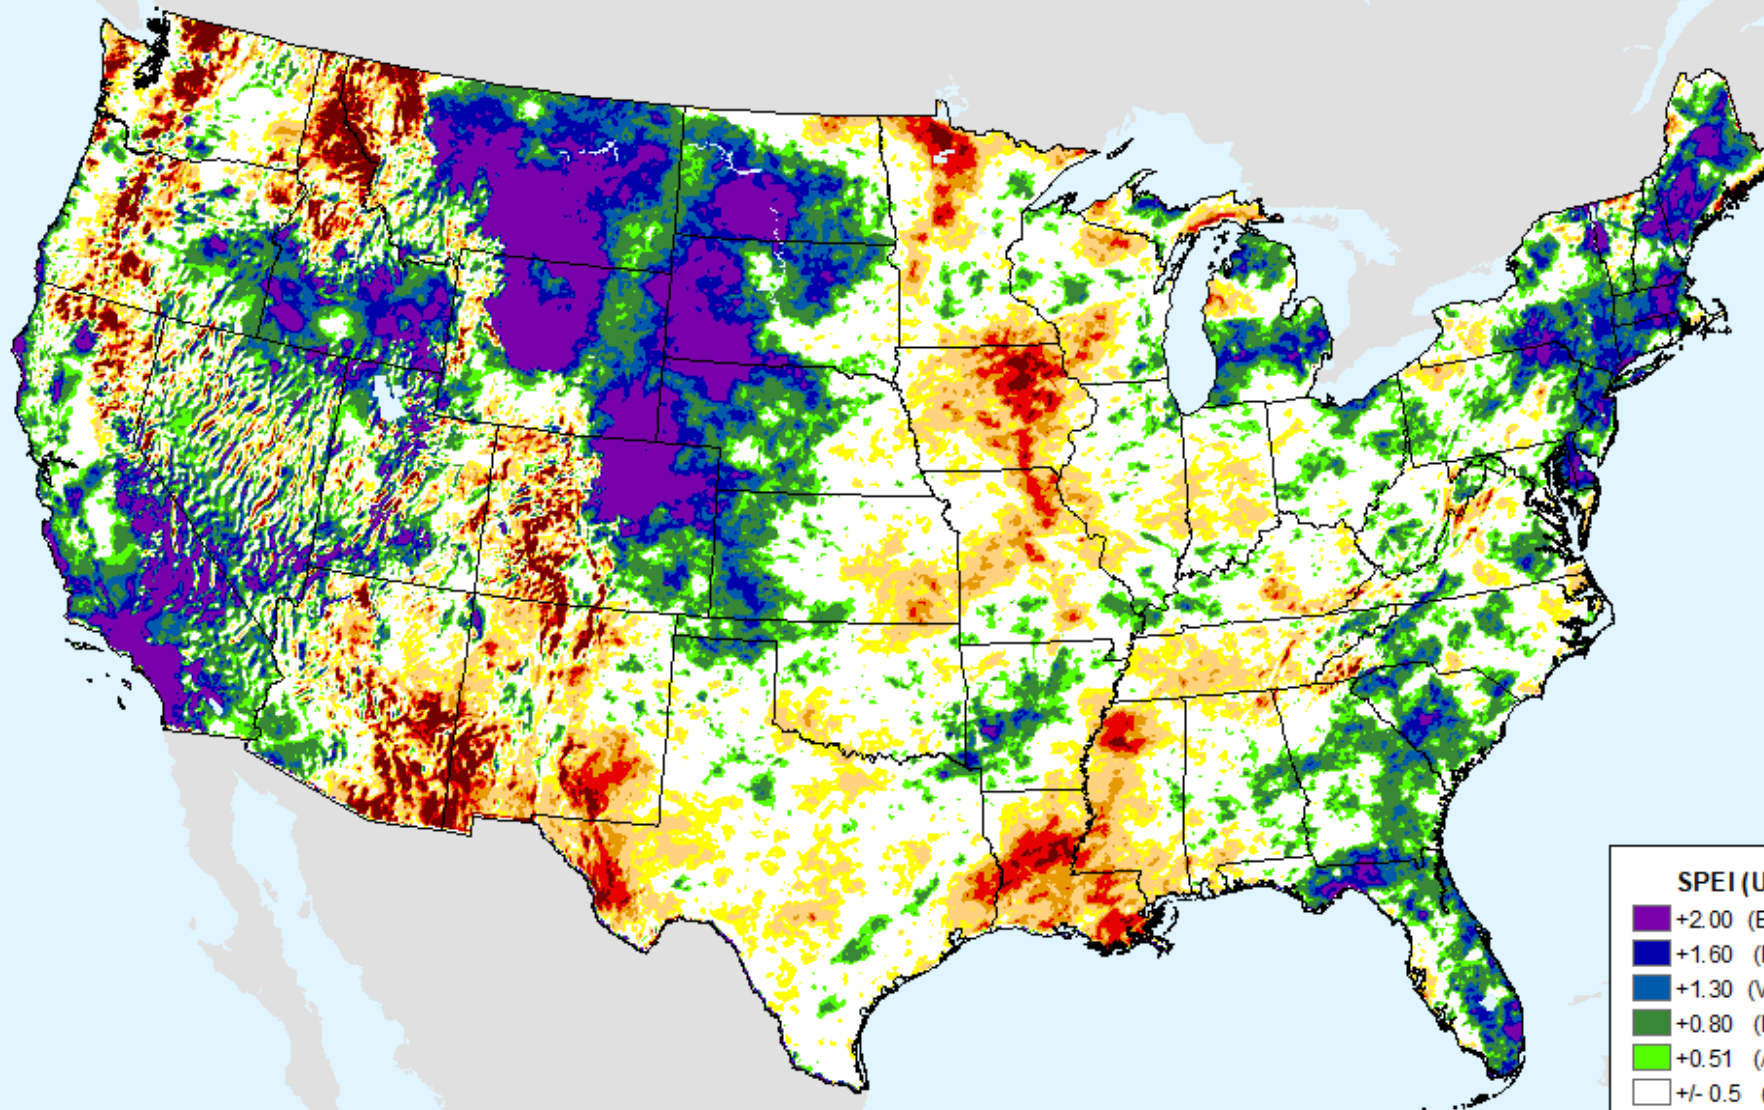 SPEI (U
+2.00 (E
+1.60 (
+1.30 (V
+0.80 (
+0.51 (
+/- 0.5 (